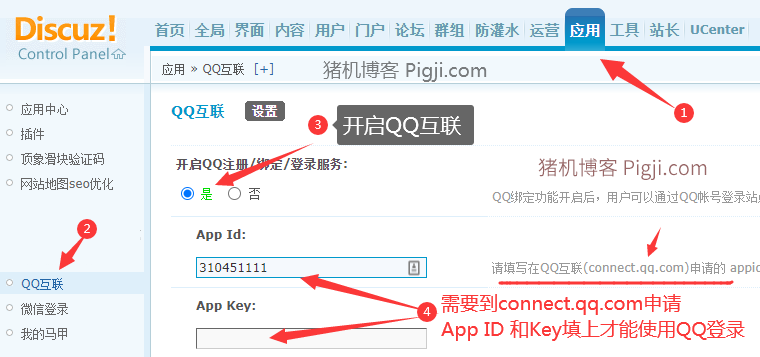 Discuz!
Control Panel
首页 全局 界面 内容 用户 门户 论坛 群组 防灌水 运营 应用 工具 站长 UCenter
应用 » QQ互联 [+]
猪机博客 Pigji.com
1
应用中心
插件
顶象滑块验证码
网站地图seo优化
2
QQ互联
微信登录
我的马甲
QQ互联 设置
3 开启QQ互联
开启QQ注册/绑定/登录服务:
是 否
猪机博客 Pigji.com
QQ绑定功能开启后，用户可以通过QQ帐号登录站
App Id:
310451111
请填写在QQ互联(connect.qq.com)申请的 appid
App Key:
4 需要到connect.qq.com申请
App ID 和Key填上才能使用QQ登录